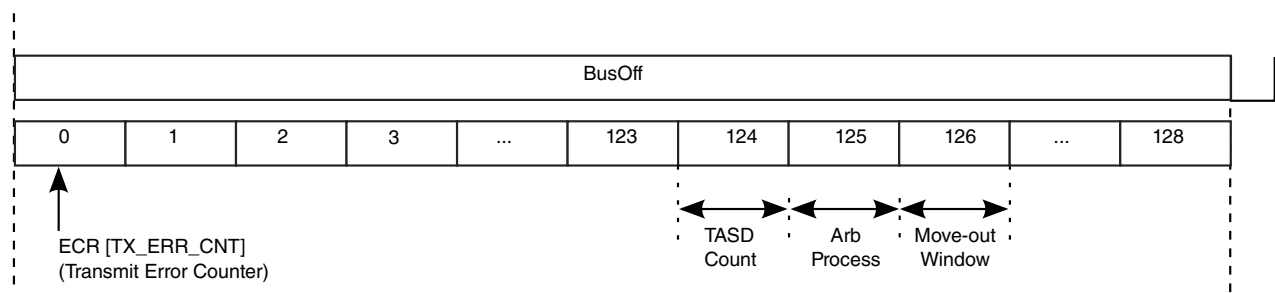 BusOff
0 1 2 3 ... 123 124 125 126 ... 128
ECR [TX_ERR_CNT]
(Transmit Error Counter)
TASD
Count
Arb
Process
Move-out
Window